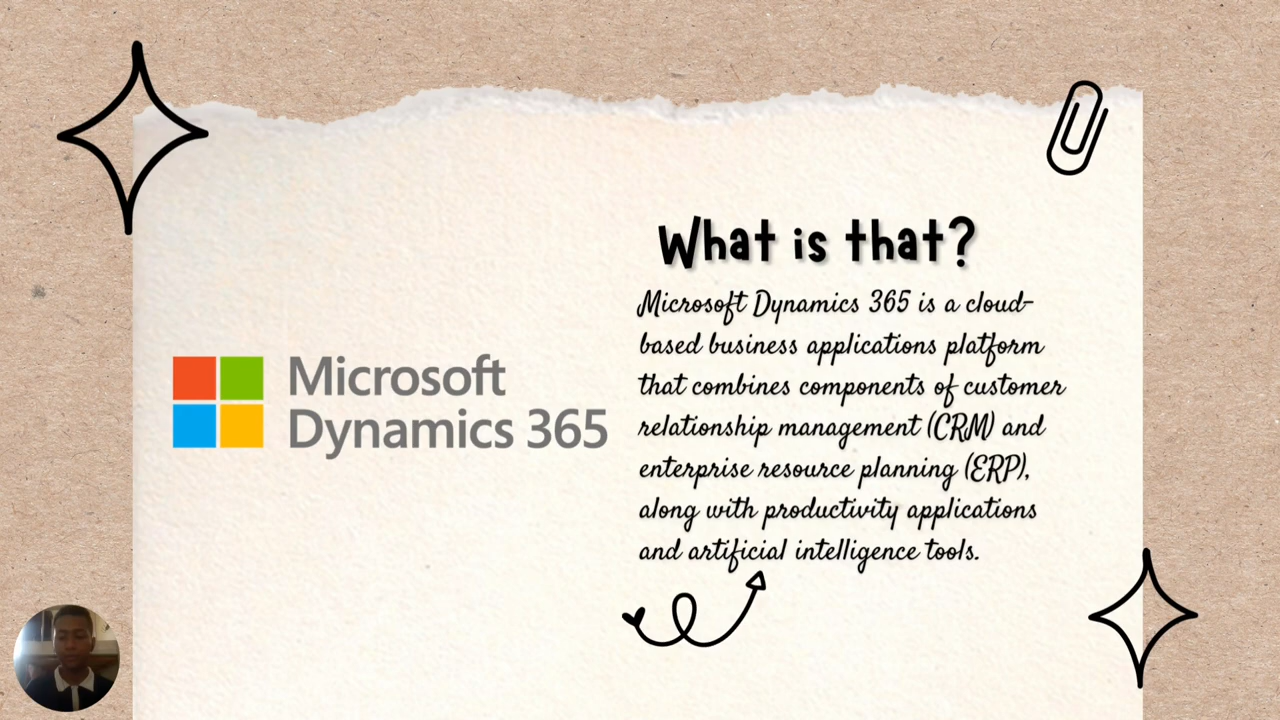 Microsoft
Dynamics 365
What is that?
Microsoft Dynamics 365 is a cloud-
based business applications platform
that combines components of customer
relationship management (CRM) and
enterprise resource planning (ERP),
along with productivity applications
and artificial intelligence tools.